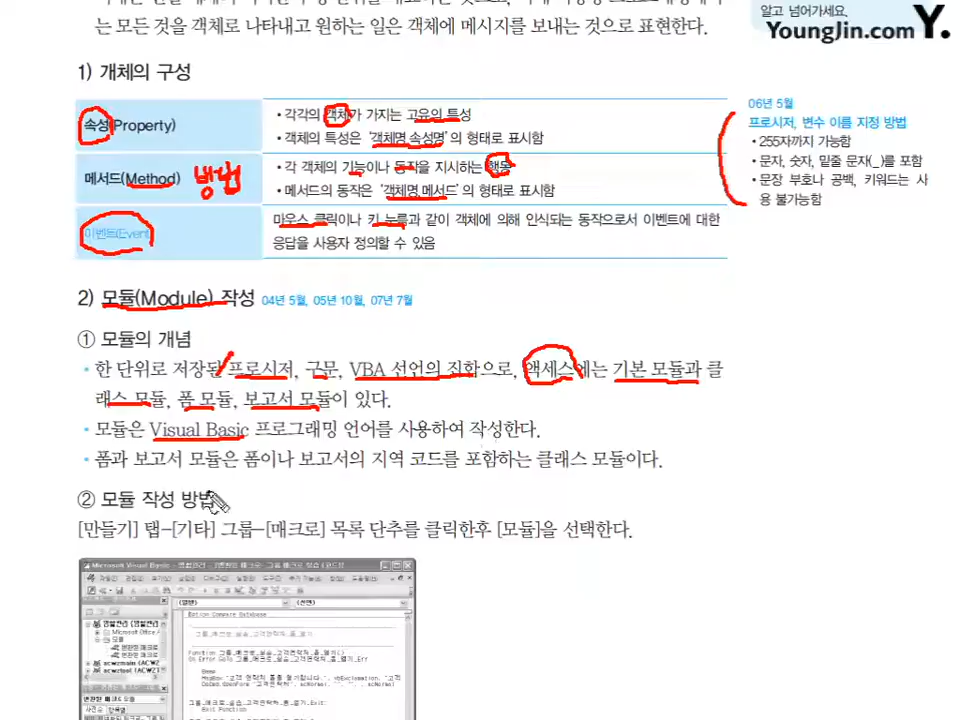 는 모든 것을 객체로 나타내고 원하는 일은 객체에 메시지를 보내는 것으로 표현한다.
알고 넘어가세요.
YoungJin.com Y.
1) 개체의 구성
속성(Property)
• 각각의 객체가 가지는 고유의 특성
• 객체의 특성은 '객체명.속성명'의 형태로 표시함
메서드(Method)
• 각 객체의 기능이나 동작을 지시하는 행동
• 메서드의 동작은 '객체명.메서드'의 형태로 표시함
이벤트(Event)
마우스 클릭이나 키 누름과 같이 객체에 의해 인식되는 동작으로서 이벤트에 대한
응답을 사용자 정의할 수 있음
06년 5월
프로시저, 변수 이름 지정 방법
• 255자까지 가능함
• 문자, 숫자, 밑줄 문자(_)를 포함
• 문장 부호나 공백, 키워드는 사
용 불가능함
2) 모듈(Module) 작성 04년 5월, 05년 10월, 07년 7월
① 모듈의 개념
• 한 단위로 저장된 프로시저, 구문, VBA 선언의 집합으로, 액세스에는 기본 모듈과 클
래스 모듈, 폼 모듈, 보고서 모듈이 있다.
• 모듈은 Visual Basic 프로그래밍 언어를 사용하여 작성한다.
• 폼과 보고서 모듈은 폼이나 보고서의 지역 코드를 포함하는 클래스 모듈이다.
② 모듈 작성 방법
[만들기] 탭-[기타] 그룹-[매크로] 목록 단추를 클릭한후 [모듈]을 선택한다.
Microsoft Visual Basic
Option Compare Database